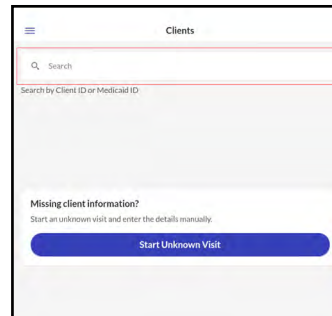 Clients
Search
Search by Client ID or Medicaid ID
Missing client information?
Start an unknown visit and enter the details manually.
Start Unknown Visit